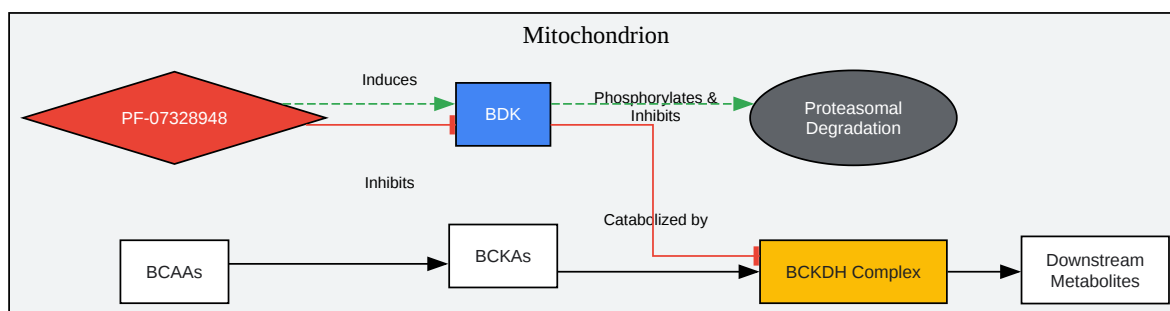 Mitochondrion
Induces
PF-07328948
BDK
Phosphorylates &
Inhibits
Proteasomal
Degradation
Inhibits
Catabolized by
BCAAs
BCKAs
BCKDH Complex
Downstream
Metabolites